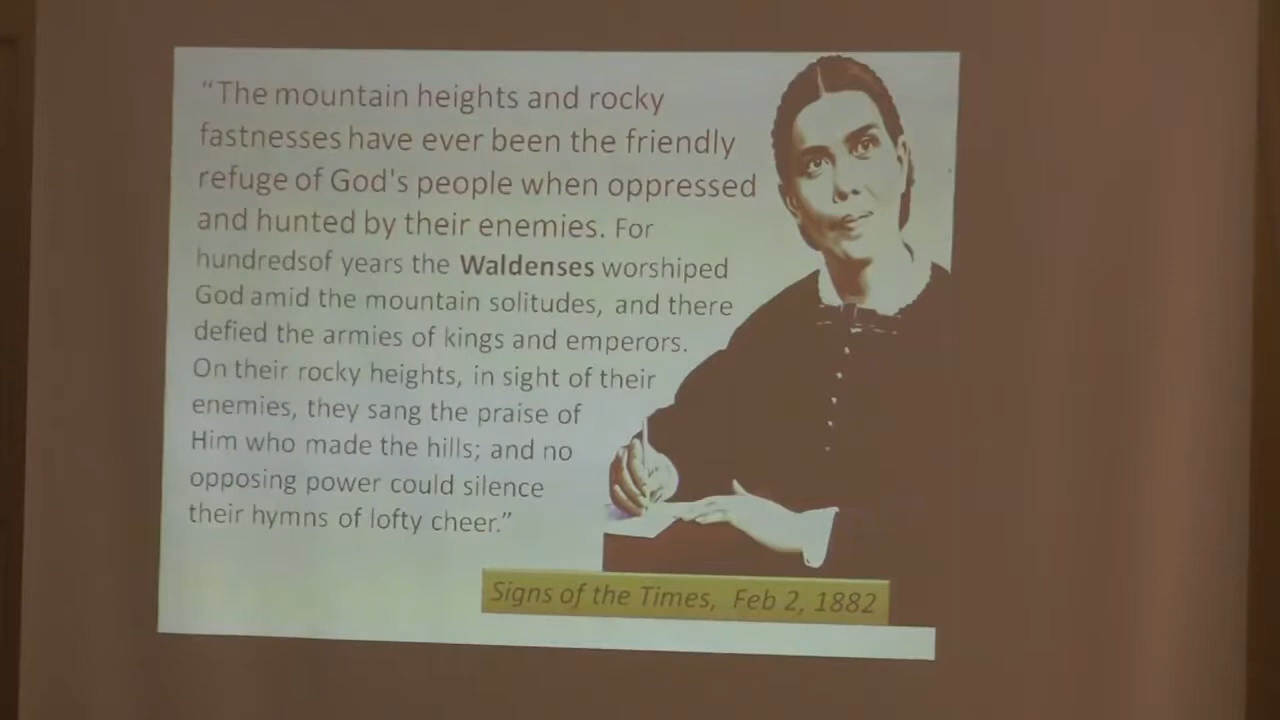 “The mountain heights and rocky
fastnesses have ever been the friendly
refuge of God's people when oppressed
and hunted by their enemies. For
hundredsof years the Waldenses worshiped
God amid the mountain solitudes, and there
defied the armies of kings and emperors.
On their rocky heights, in sight of their
enemies, they sang the praise of
Him who made the hills; and no
opposing power could silence
their hymns of lofty cheer.”
Signs of the Times, Feb 2, 1882